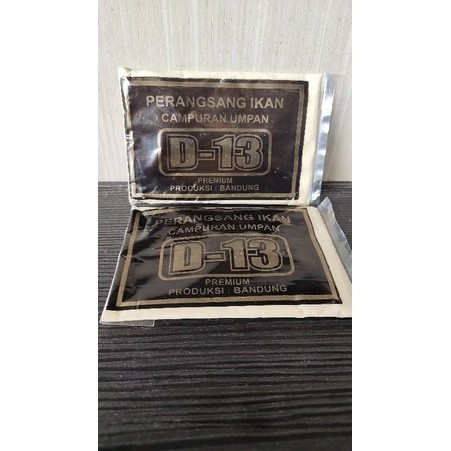 PERANGSANG IKAN
CAMPURAN UMPAN
D-13
PREMIUM
PRODUKSI : BANDUNG
PERANGSANG IKAN
CAMPURAN UMPAN
D-13
PREMIUM
PRODUKSI : BANDUNG